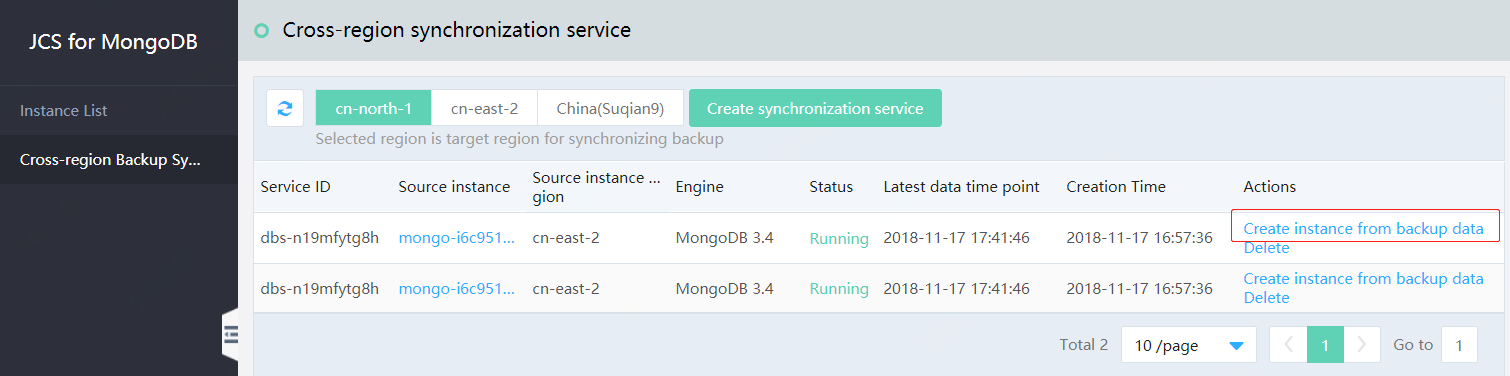 JCS for MongoDB
Instance List
Cross-region Backup Sy...
Cross-region synchronization service
cn-north-1 cn-east-2 China(Suqian9) Create synchronization service
Selected region is target region for synchronizing backup
Service ID Source instance Source instance ... Engine Status Latest data time point Creation Time Actions
gion
dbs-n19mfytg8h mongo-i6c951... cn-east-2 MongoDB 3.4 Running 2018-11-17 17:41:46 2018-11-17 16:57:36 Create instance from backup data
Delete
dbs-n19mfytg8h mongo-i6c951... cn-east-2 MongoDB 3.4 Running 2018-11-17 17:41:46 2018-11-17 16:57:36 Create instance from backup data
Delete
Total 2 10 /page 1 Go to 1